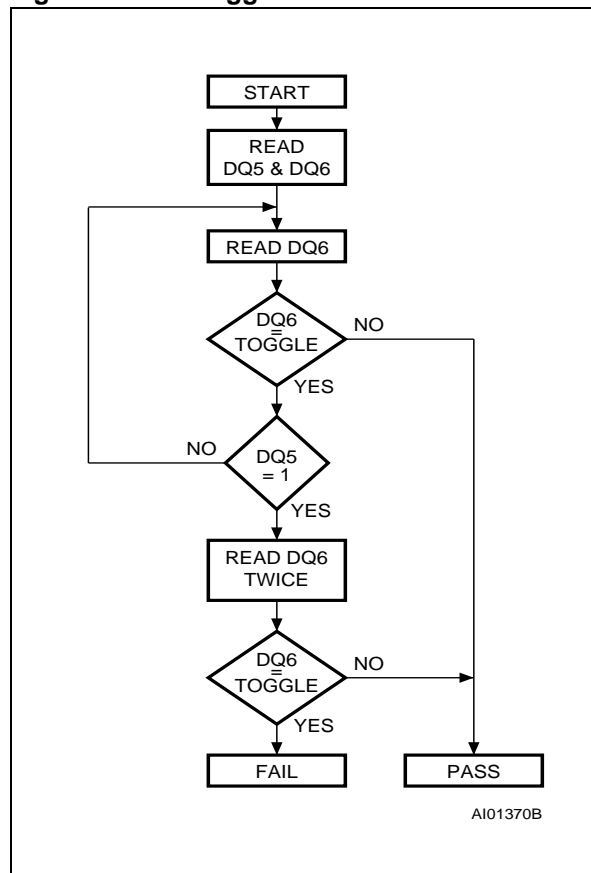 START
READ
DQ5 & DQ6
READ DQ6
DQ6
=
TOGGLE
NO
YES
NO
DQ5
= 1
YES
READ DQ6
TWICE
DQ6
=
TOGGLE
NO
YES
FAIL
PASS
AI01370B